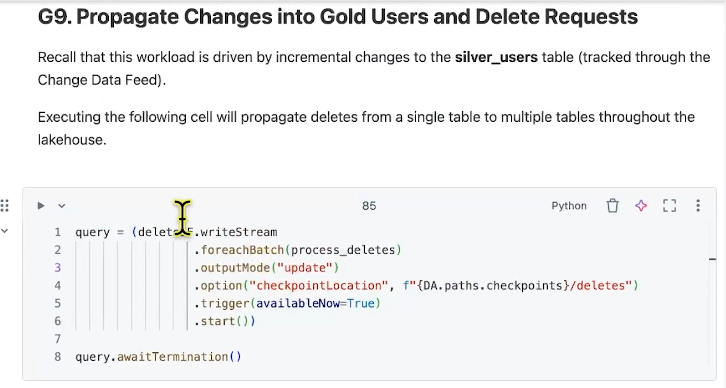 G9. Propagate Changes into Gold Users and Delete Requests
Recall that this workload is driven by incremental changes to the silver_users table (tracked through the
Change Data Feed).
Executing the following cell will propagate deletes from a single table to multiple tables throughout the
lakehouse.
85
Python
1 query = (.writeStream
2 .foreachBatch(process_deletes)
3 .outputMode("update")
4 .option("checkpointLocation", f"{DA.paths.checkpoints}/deletes")
5 .trigger(availableNow=True)
6 .start())
7
8 query.awaitTermination()